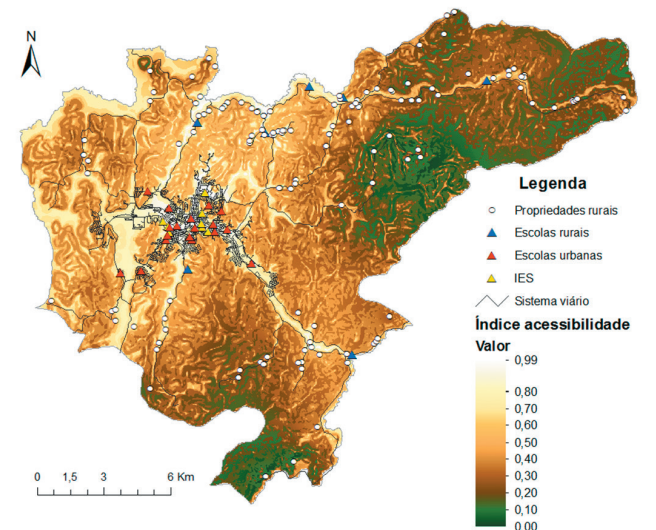 N
Legenda
Propriedades rurais
Escolas rurais
Escolas urbanas
IES
Sistema viário
Índice acessibilidade
Valor
0,99
0,80
0,70
0,60
0,50
0,40
0,30
0,20
0,10
0,00
0 1,5 3 6 Km